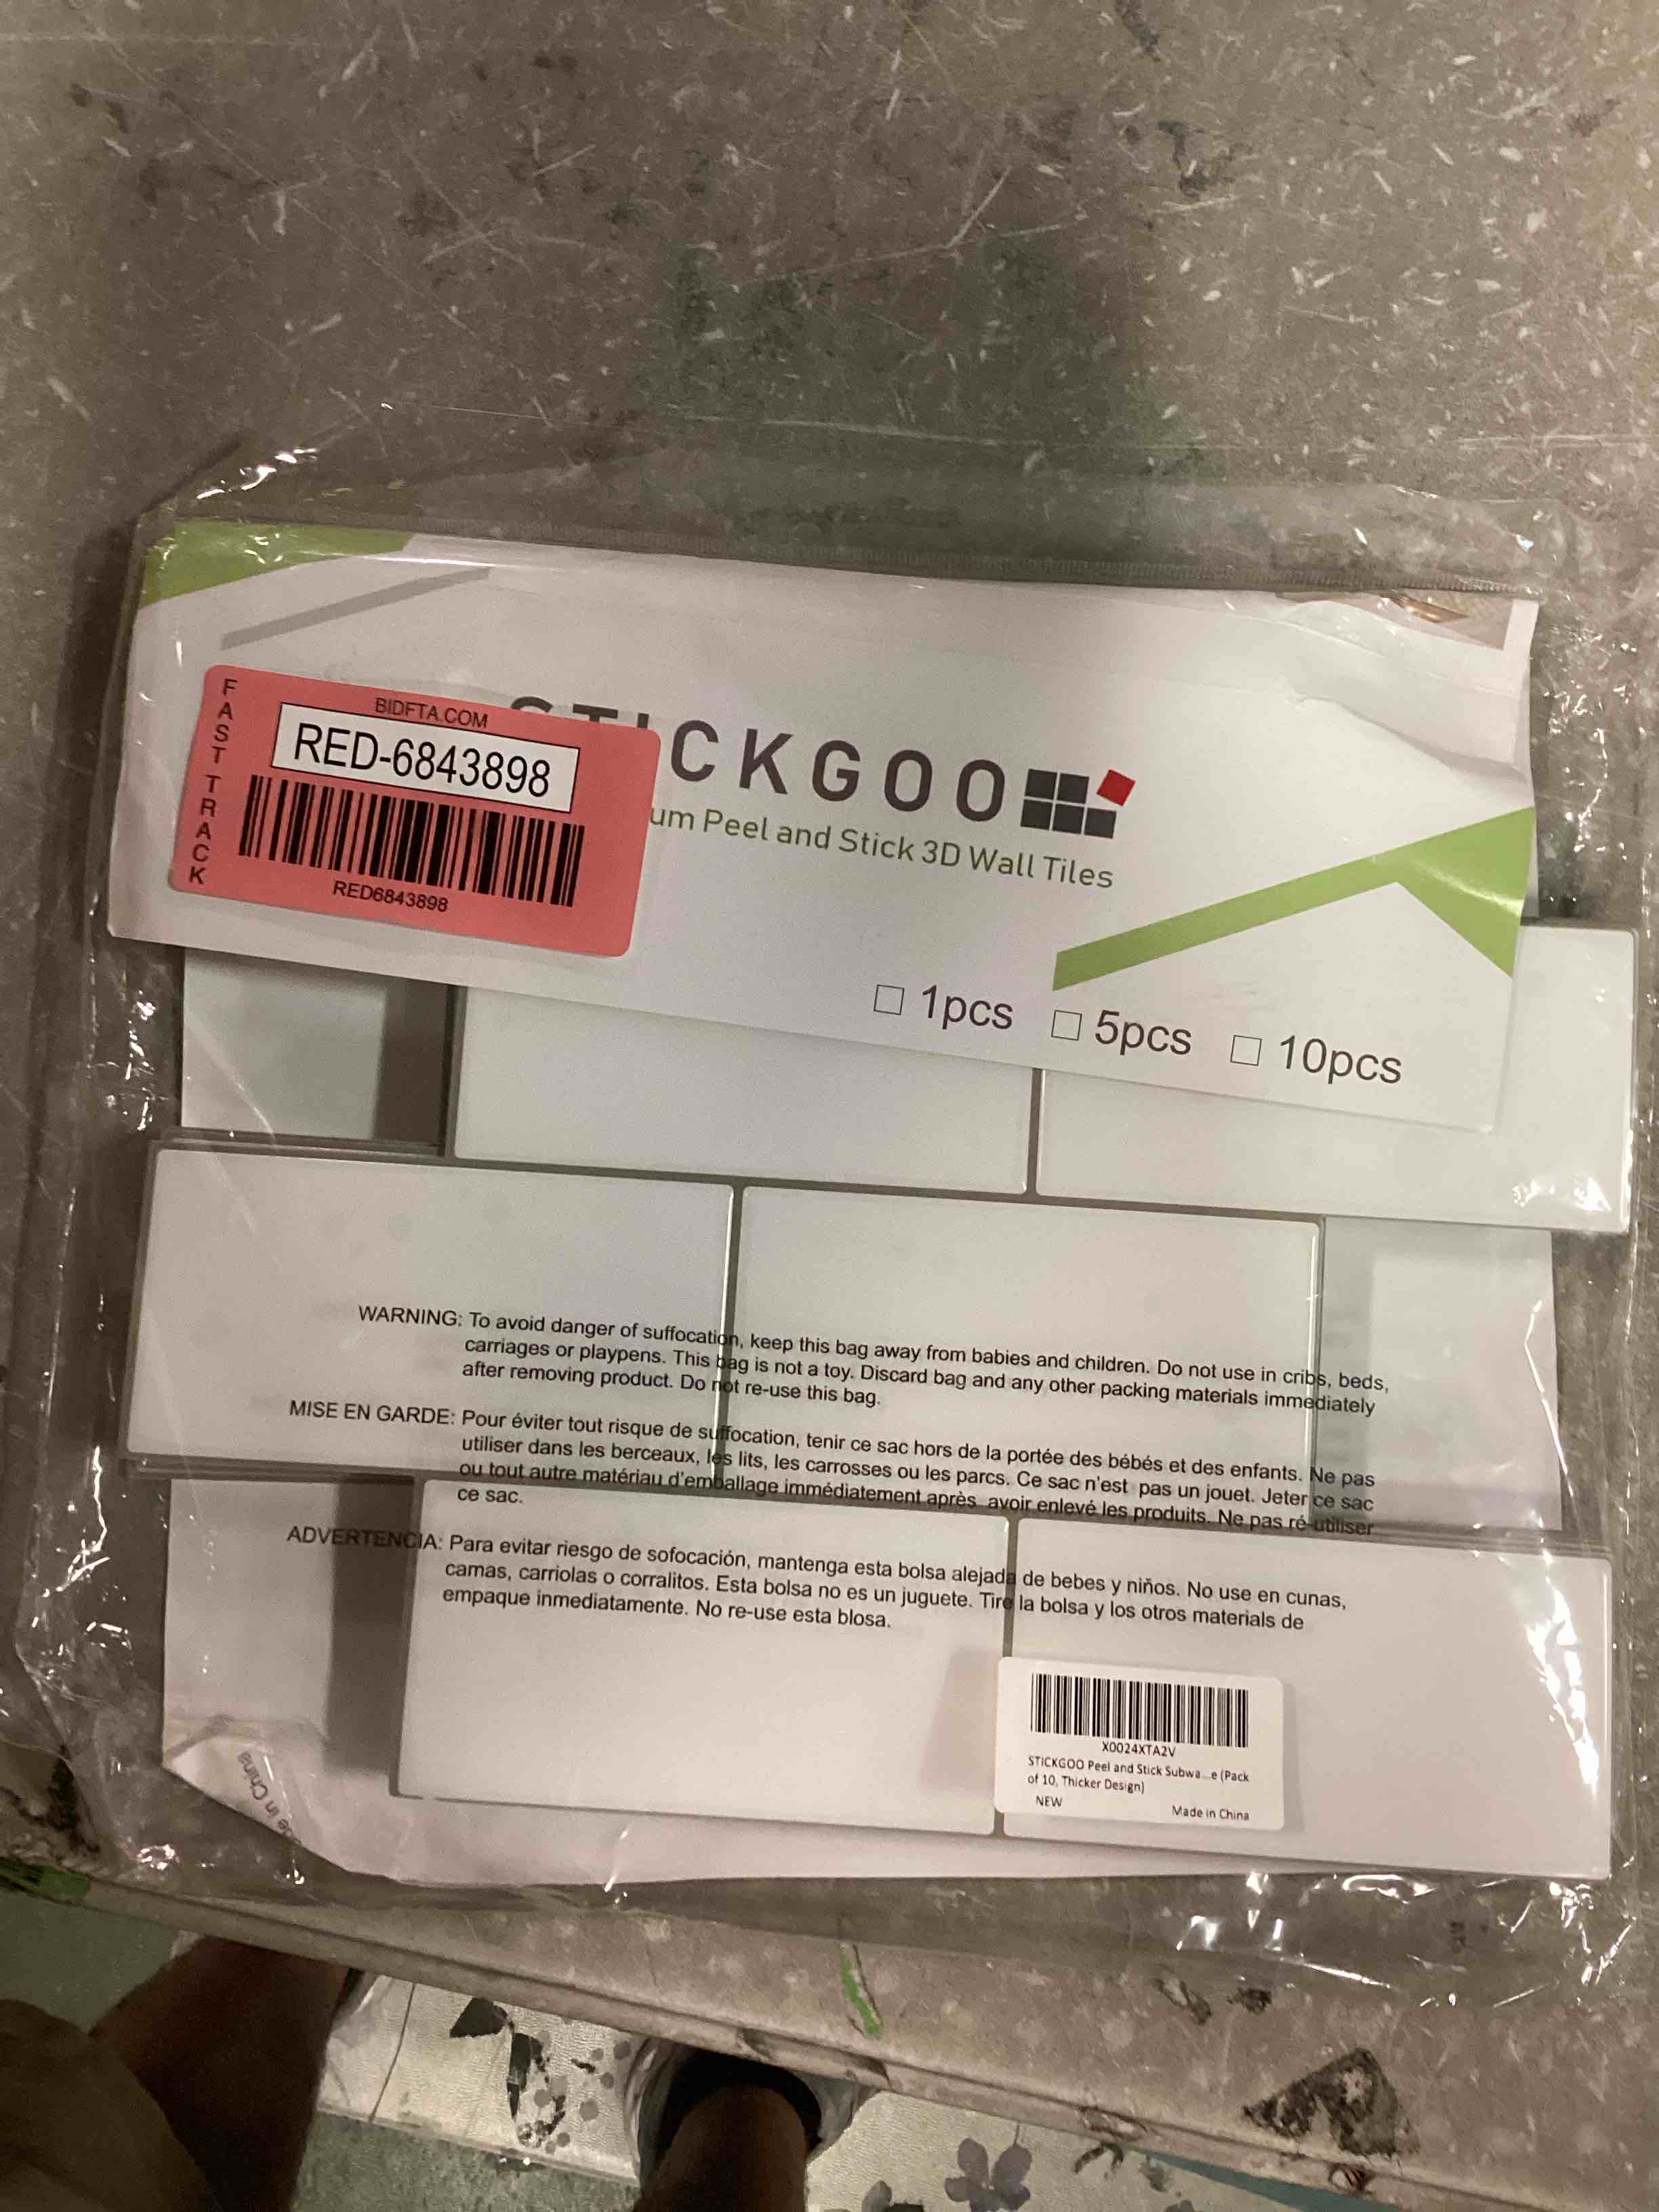 FAST TRACK
BIDFTA.COM
RED-6843898
RED6843898
STICKGOO
um Peel and Stick 3D Wall Tiles
□ 1pcs □ 5pcs □ 10pcs
WARNING: To avoid danger of suffocation, keep this bag away from babies and children. Do not use in cribs, beds,
carriages or playpens. This bag is not a toy. Discard bag and any other packing materials immediately
after removing product. Do not re-use this bag.
MISE EN GARDE: Pour éviter tout risque de suffocation, tenir ce sac hors de la portée des bébés et des enfants. Ne pas
utiliser dans les berceaux, les lits, les carrosses ou les parcs. Ce sac n'est pas un jouet. Jeter ce sac
ou tout autre matériau d'emballage immédiatement après avoir enlevé les produits. Ne pas ré-utiliser
ce sac.
ADVERTENCIA: Para evitar riesgo de sofocación, mantenga esta bolsa alejada de bebes y niños. No use en cunas,
camas, carriolas o corralitos. Esta bolsa no es un juguete. Tire la bolsa y los otros materials de
empaque inmediatamente. No re-use esta blosa.
X0024XTA2V
STICKGOO Peel and Stick Subwa...e (Pack
of 10, Thicker Design)
NEW
Made in China
de in China